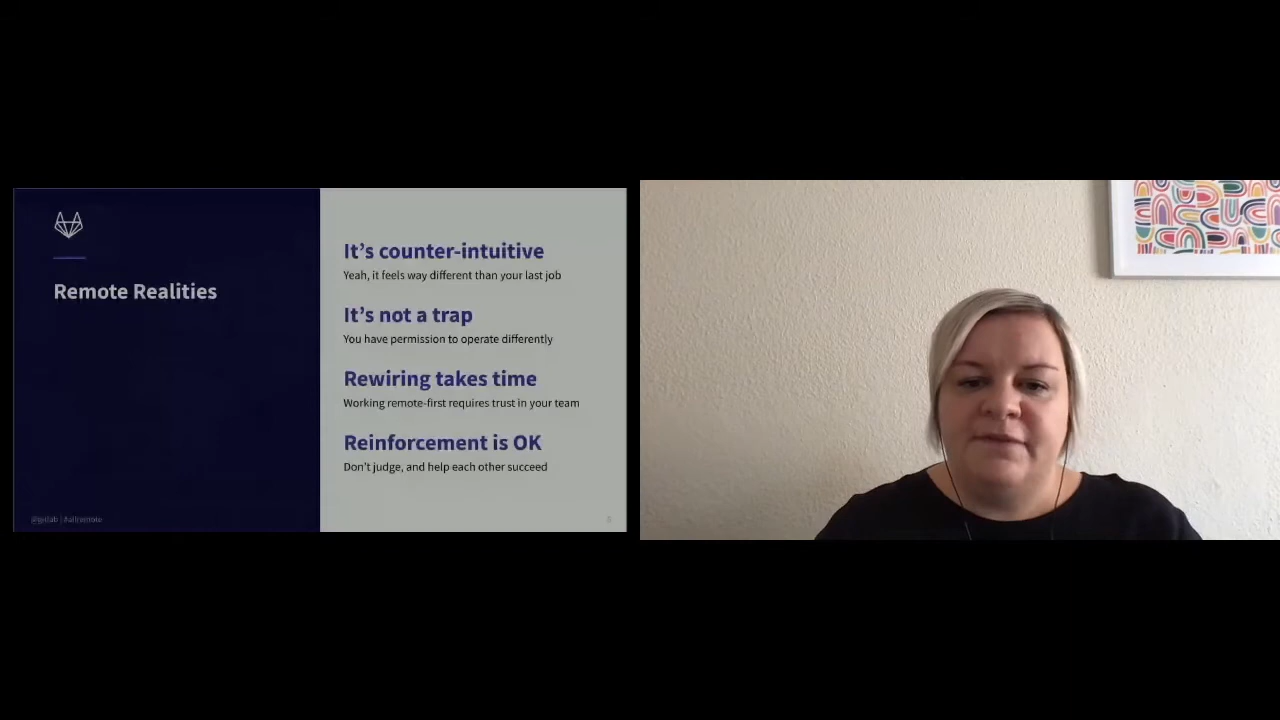 Remote Realities
It's counter-intuitive
Yeah, it feels way different than your last job
It's not a trap
You have permission to operate differently
Rewiring takes time
Working remote-first requires trust in your team
Reinforcement is OK
Don't judge, and help each other succeed
@gitlab | #allremote